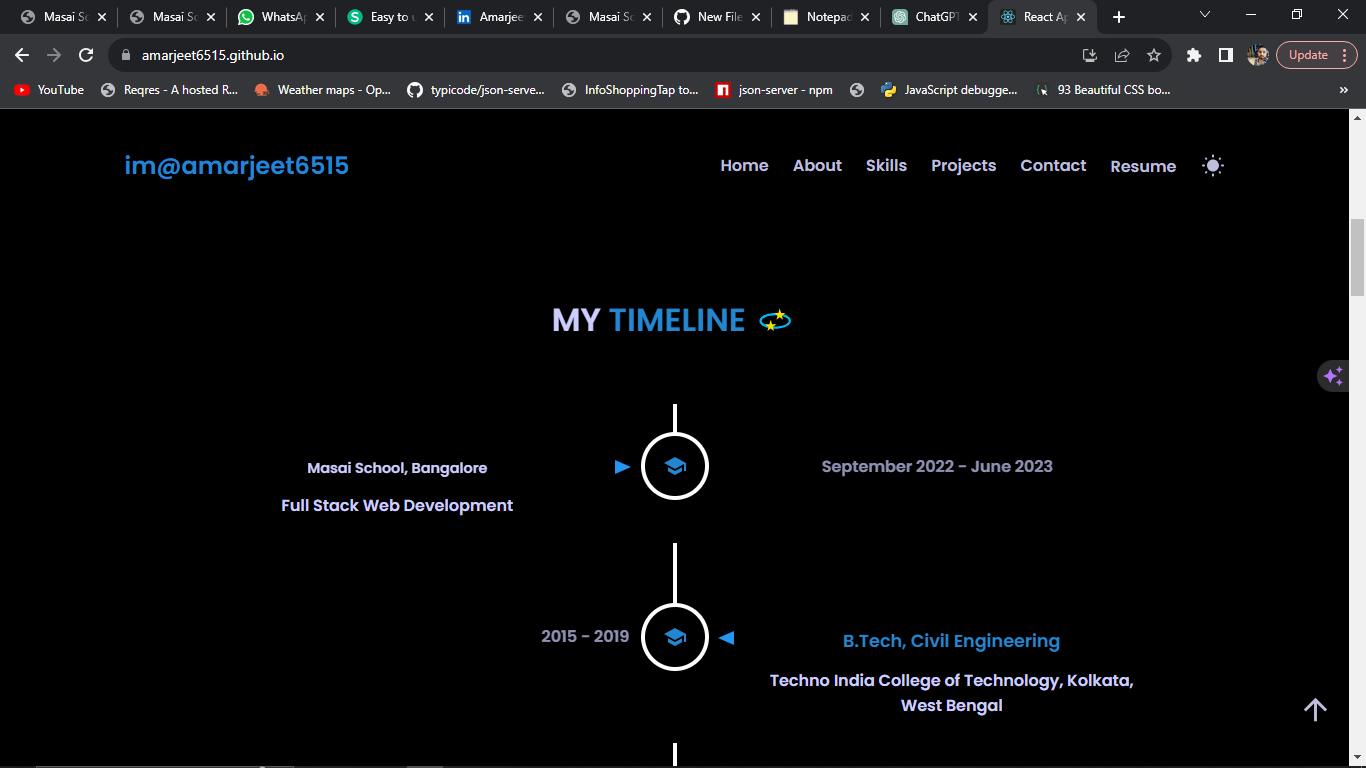 Masai Sc
Masai Sc
WhatsAp
Easy to u
Amarjee
Masai Sc
New File
Notepad
ChatGPT
React Ap
amarjeet6515.github.io
Update
YouTube
Reqres - A hosted R...
Weather maps - Op...
typicode/json-serve...
InfoShoppingTap to...
json-server - npm
JavaScript debugge...
93 Beautiful CSS bo...
»
im@amarjeet6515
Home
About
Skills
Projects
Contact
Resume
MY TIMELINE
Masai School, Bangalore
September 2022 - June 2023
Full Stack Web Development
2015 - 2019
B.Tech, Civil Engineering
Techno India College of Technology, Kolkata,
West Bengal